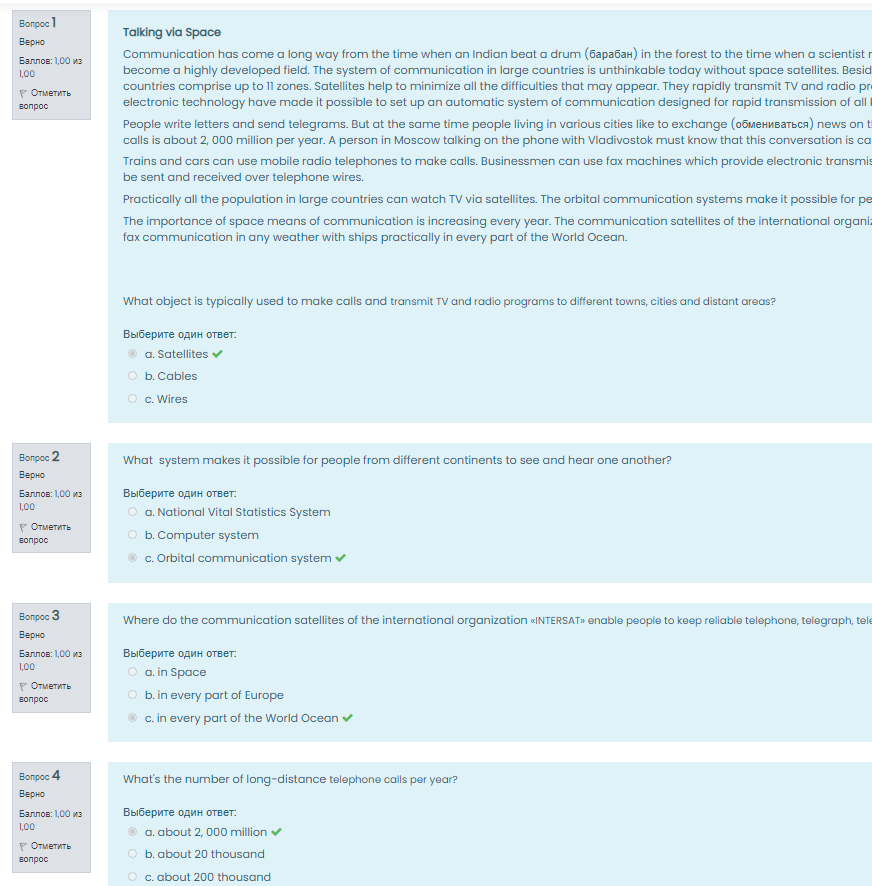 Вопрос 1
Верно
Баллов: 1,00 из
1,00
Отметить
вопрос
Talking via Space
Communication has come a long way from the time when an Indian beat a drum (барабан) in the forest to the time when a scientist
become a highly developed field. The system of communication in large countries is unthinkable today without space satellites. Besid
countries comprise up to 11 zones. Satellites help to minimize all the difficulties that may appear. They rapidly transmit TV and radio pr
electronic technology have made it possible to set up an automatic system of communication designed for rapid transmission of all
People write letters and send telegrams. But at the same time people living in various cities like to exchange (обмениваться) news on t
calls is about 2, 000 million per year. A person in Moscow talking on the phone with Vladivostok must know that this conversation is ca
Trains and cars can use mobile radio telephones to make calls. Businessmen can use fax machines which provide electronic transmis
be sent and received over telephone wires.
Practically all the population in large countries can watch TV via satellites. The orbital communication systems make it possible for pe
The importance of space means of communication is increasing every year. The communication satellites of the international organiz
fax communication in any weather with ships practically in every part of the World Ocean.
What object is typically used to make calls and transmit TV and radio programs to different towns, cities and distant areas?
Выберите один ответ:
a. Satellites
b. Cables
c. Wires
Вопрос 2
Верно
Баллов: 1,00 из
1,00
Отметить
вопрос
What system makes it possible for people from different continents to see and hear one another?
Выберите один ответ:
a. National Vital Statistics System
b. Computer system
c. Orbital communication system
Вопрос 3
Верно
Баллов: 1,00 из
1,00
Отметить
вопрос
Where do the communication satellites of the international organization «INTERSAT» enable people to keep reliable telephone, telegraph, tele
Выберите один ответ:
a. in Space
b. in every part of Europe
c. in every part of the World Ocean
Вопрос 4
Верно
Баллов: 1,00 из
1,00
Отметить
вопрос
What's the number of long-distance telephone calls per year?
Выберите один ответ:
a. about 2, 000 million
b. about 20 thousand
c. about 200 thousand